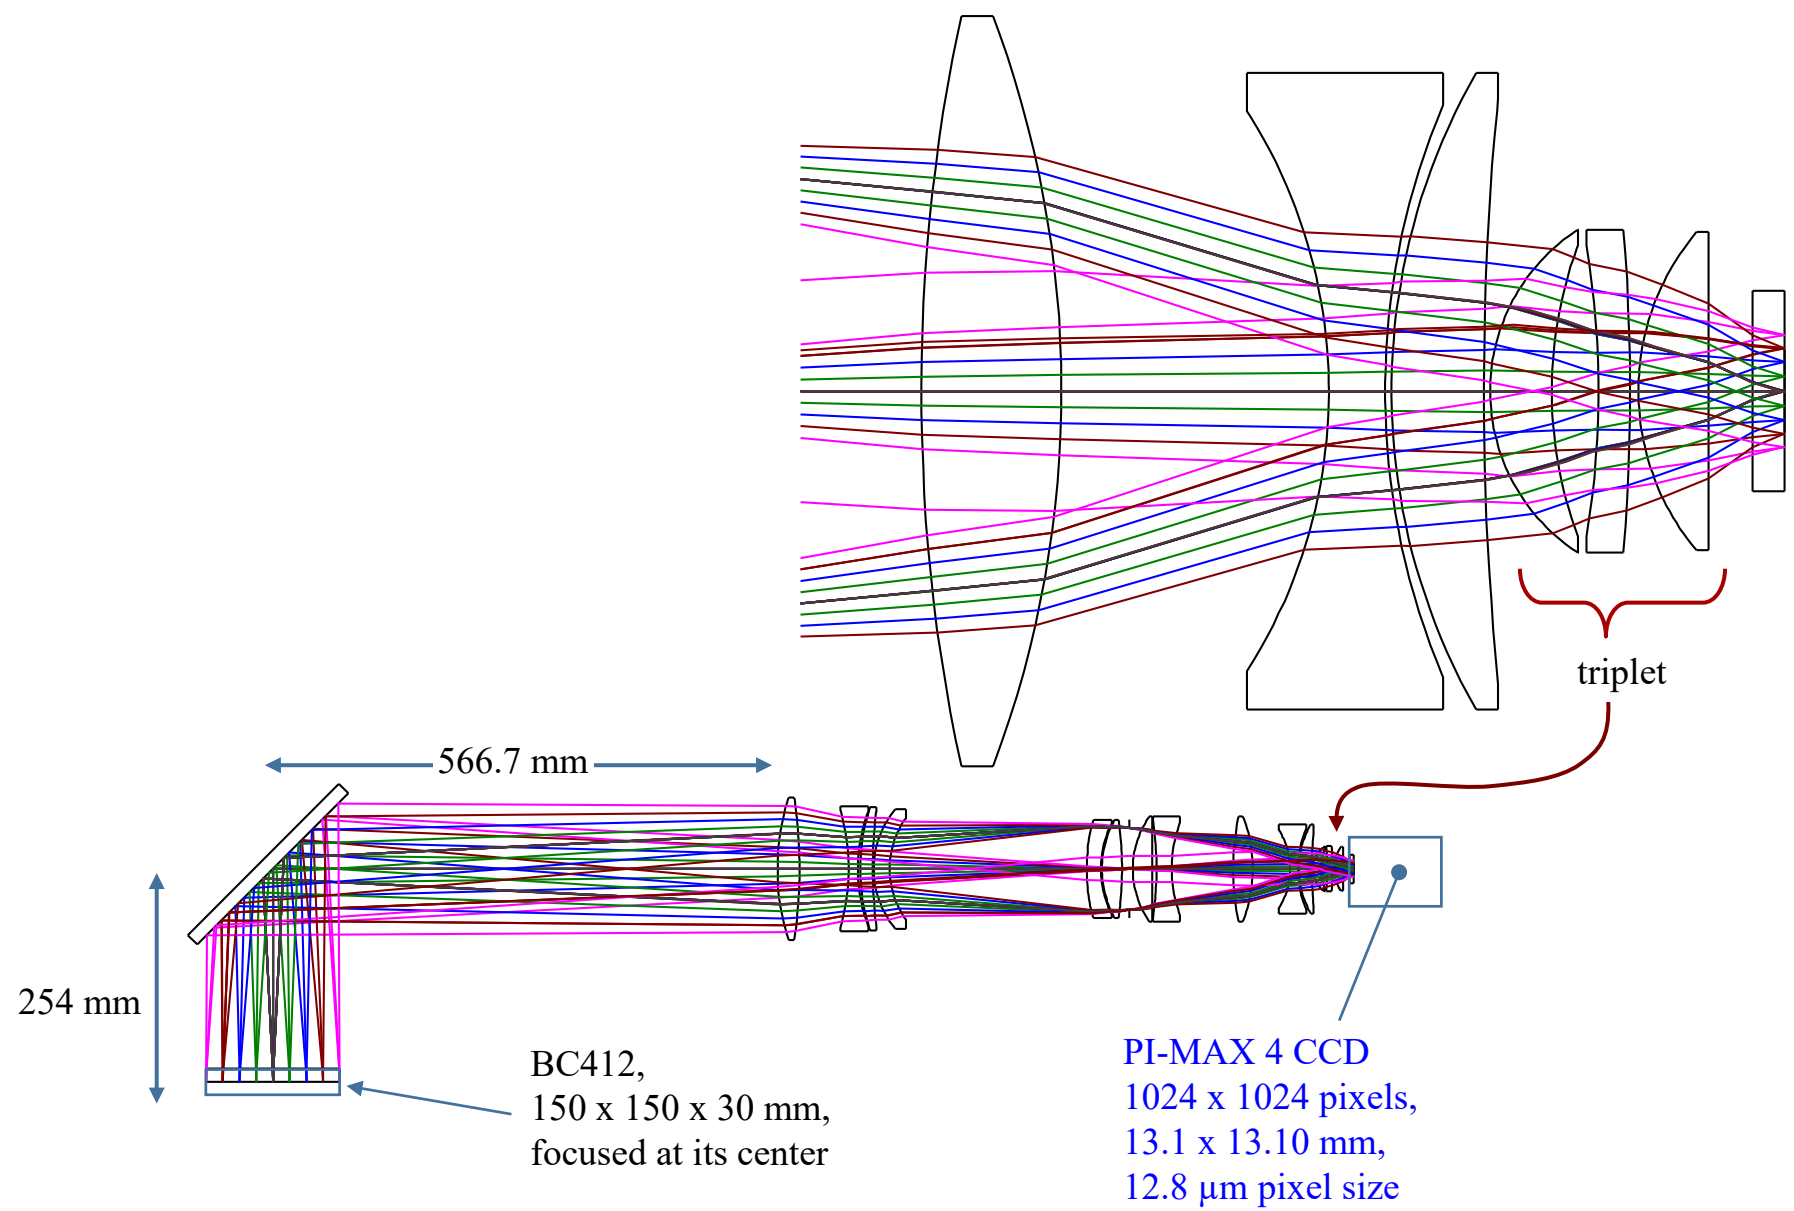 triplet
566.7 mm
254 mm
BC412,
150 x 150 x 30 mm,
focused at its center
PI-MAX 4 CCD
1024 x 1024 pixels,
13.1 x 13.10 mm,
12.8 µm pixel size